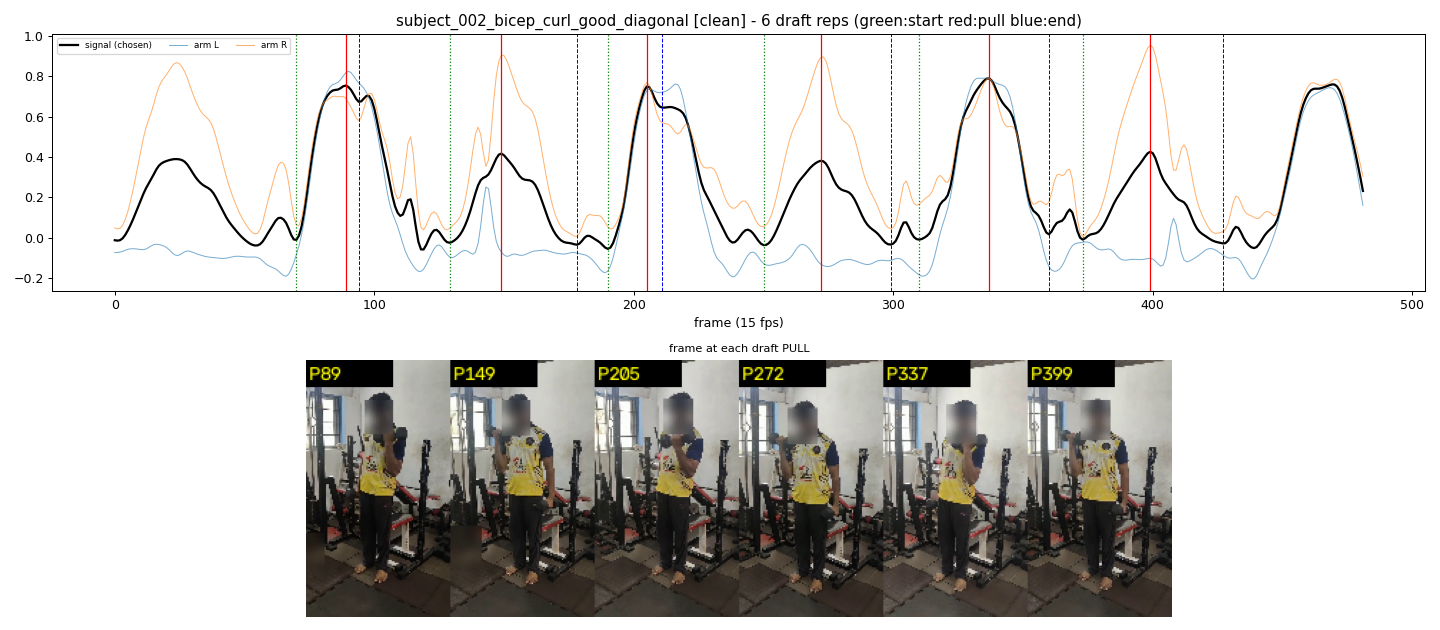 subject_002_bicep_curl_good_diagonal [clean] - 6 draft reps (green:start red:pull blue:end)
signal (chosen) arm L arm R
1.0
0.8
0.6
0.4
0.2
0.0
−0.2
0 100 200 300 400 500
frame (15 fps)
frame at each draft PULL
P89 P149 P205 P272 P337 P399